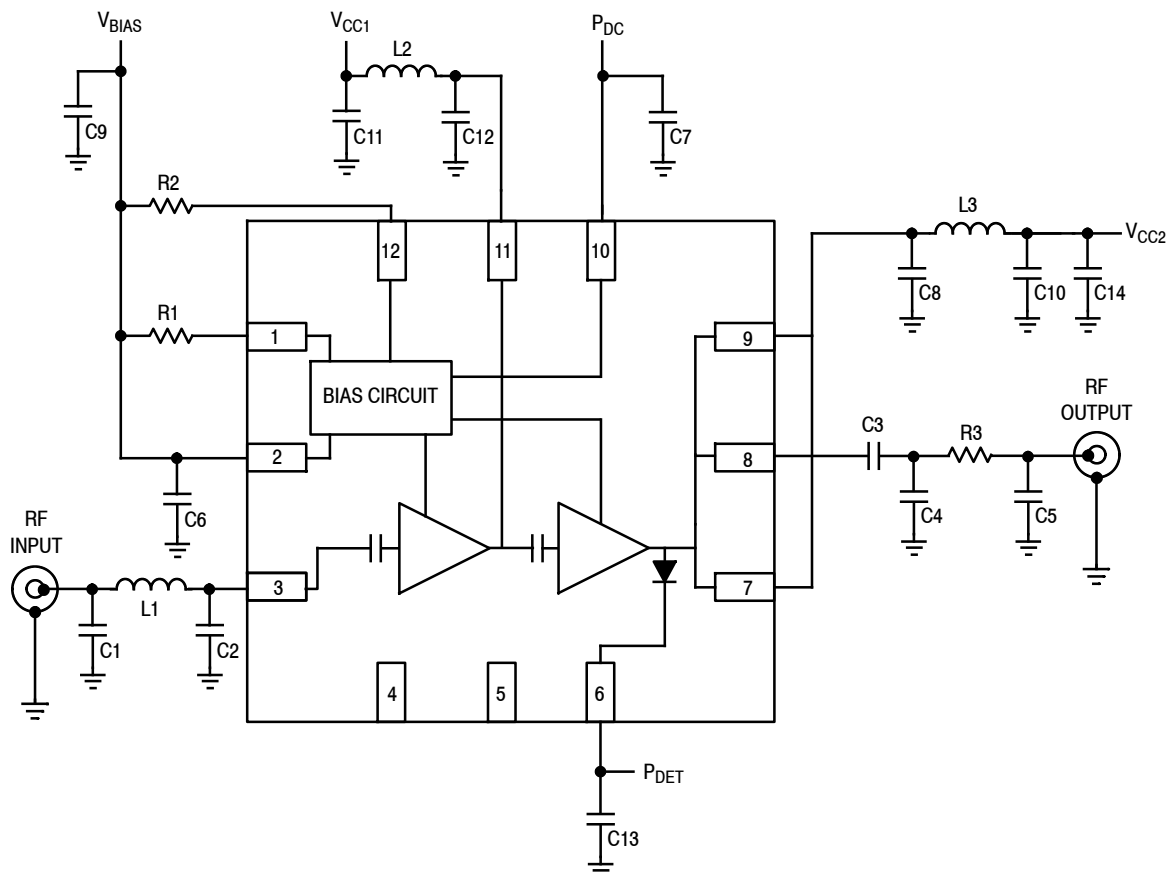 VBIAS
VCC1
PDC
L2
C9
C11
C12
C7
R2
L3
12
11
10
VCC2
C8
C10
C14
R1
1
9
BIAS CIRCUIT
RF
OUTPUT
C3
R3
2
8
C6
C4
C5
RF
INPUT
3
7
L1
C1
C2
4
5
6
PDET
C13